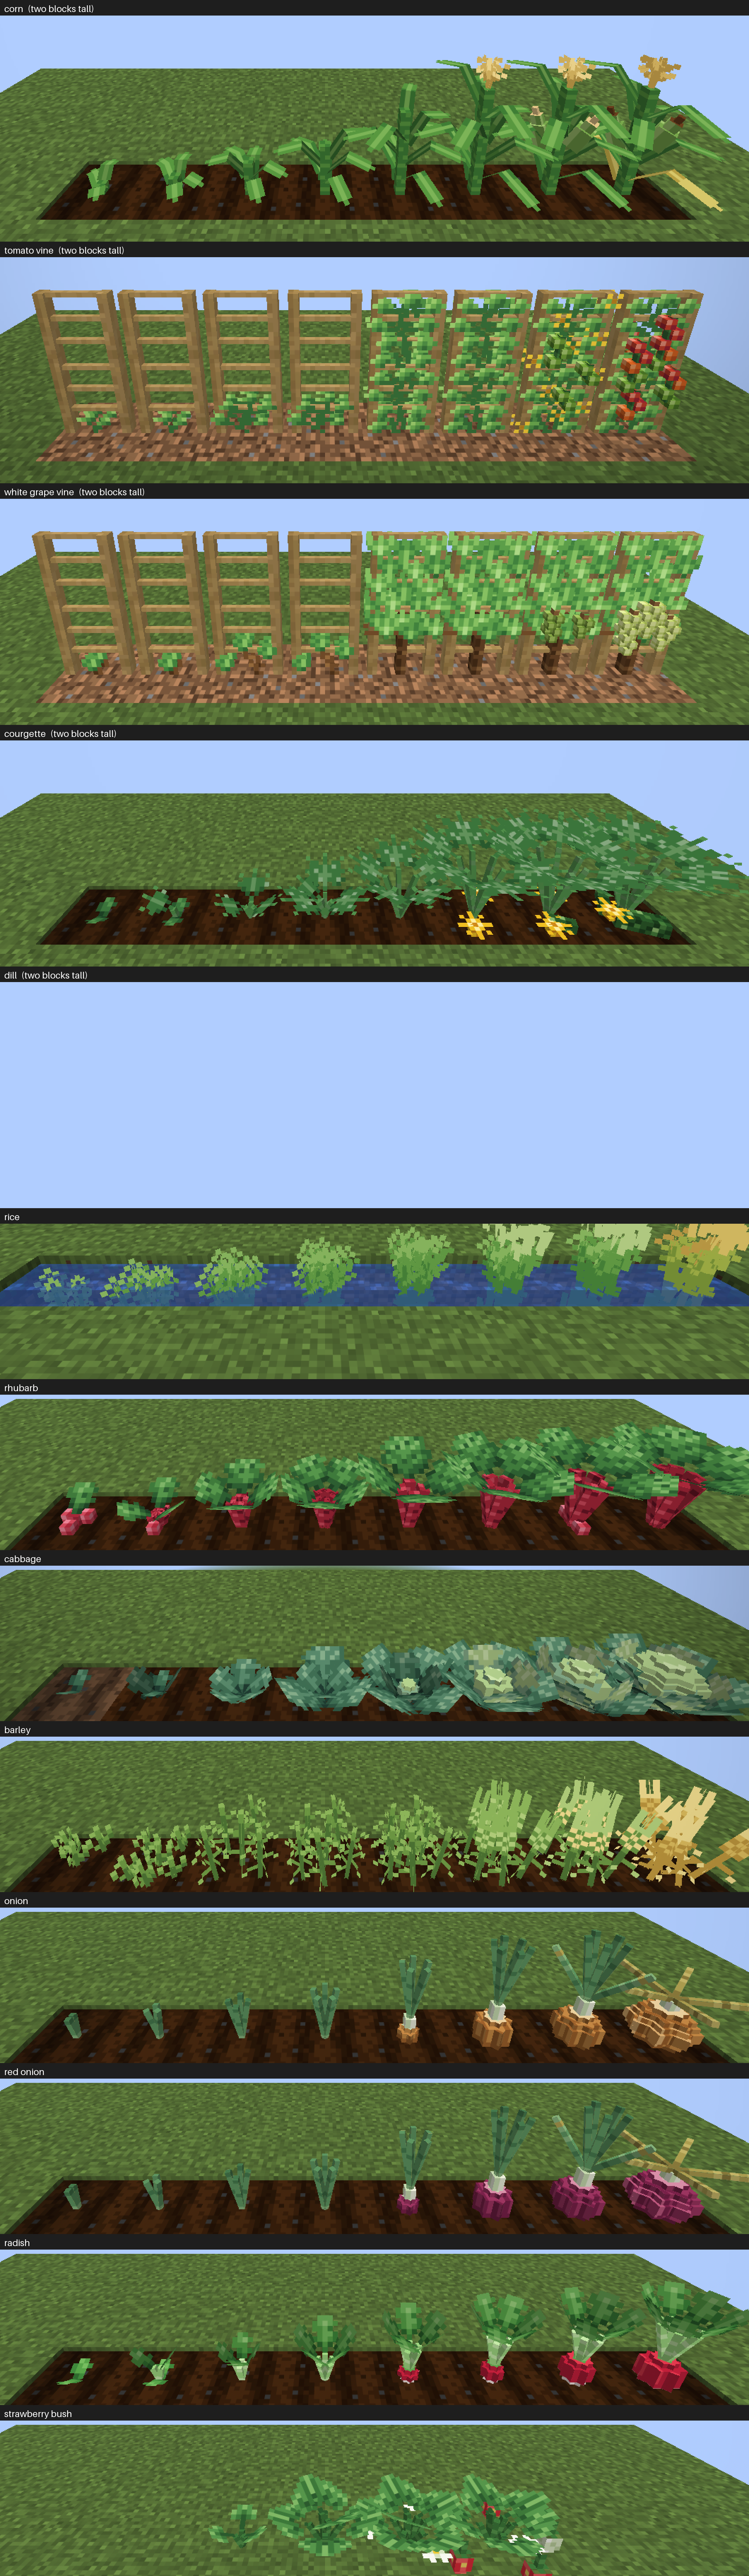 corn (two blocks tall)
tomato vine (two blocks tall)
white grape vine (two blocks tall)
courgette (two blocks tall)
dill (two blocks tall)
rice
rhubarb
cabbage
barley
onion
red onion
radish
strawberry bush